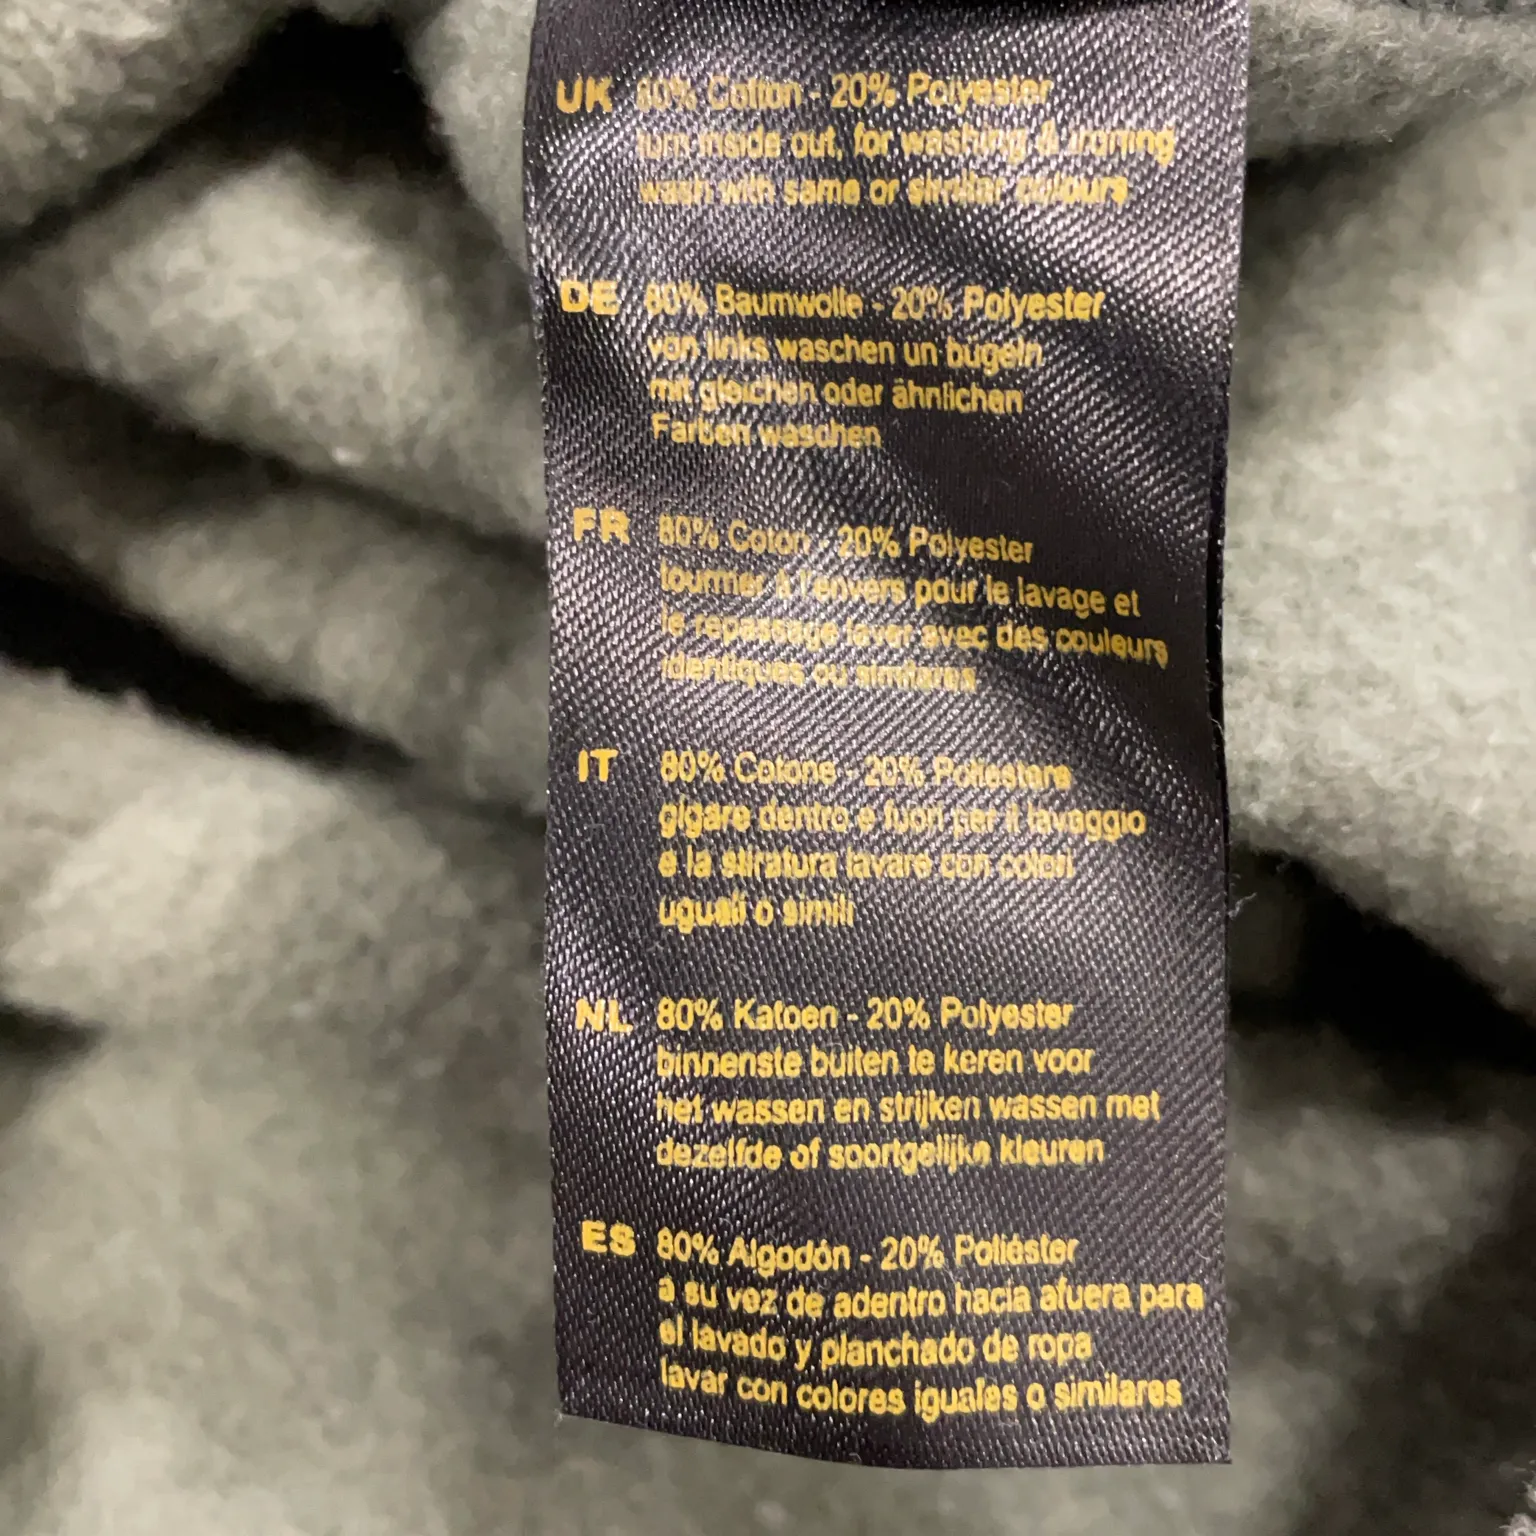 UK 80% Cotton - 20% Polyester
turn inside out, for washing & ironing
wash with same or similar colours
DE 80% Baumwolle - 20% Polyester
von links waschen un bügeln
mit gleichen oder ähnlichen
Farben waschen
FR 80% Coton - 20% Polyester
tourner à l'envers pour le lavage et
le repassage laver avec des couleurs
identiques ou similares
IT 80% Cotone - 20% Poliestere
gigare dentro e fuori per il lavaggio
e la stiratura lavare con colori
uguali o simili
NL 80% Katoen - 20% Polyester
binnenste buiten te keren voor
het wassen en strijken wassen met
dezelfde of soortgelijke kleuren
ES 80% Algodón - 20% Poliéster
a su vez de adentro hacia afuera para
el lavado y planchado de ropa
lavar con colores iguales o similares